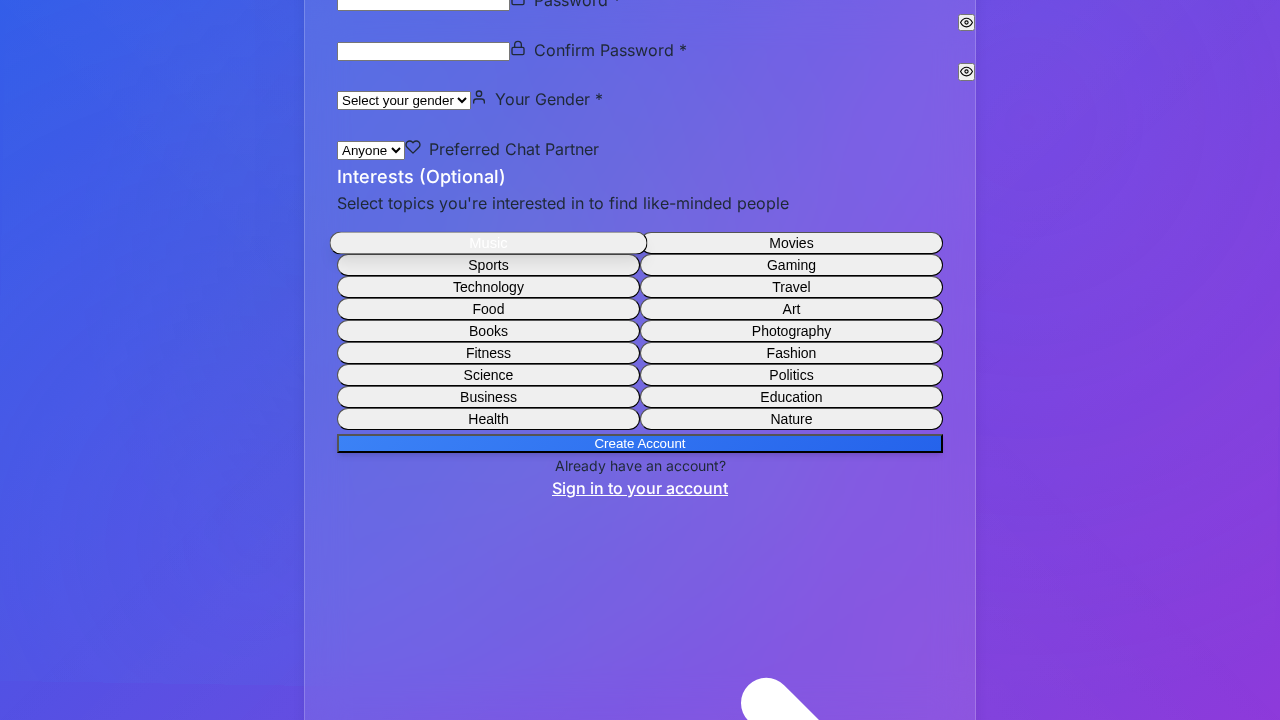 Password *
Confirm Password *
Select your gender Your Gender *
Anyone Preferred Chat Partner
Interests (Optional)
Select topics you're interested in to find like-minded people
Music Movies
Sports Gaming
Technology Travel
Food Art
Books Photography
Fitness Fashion
Science Politics
Business Education
Health Nature
Create Account
Already have an account?
Sign in to your account